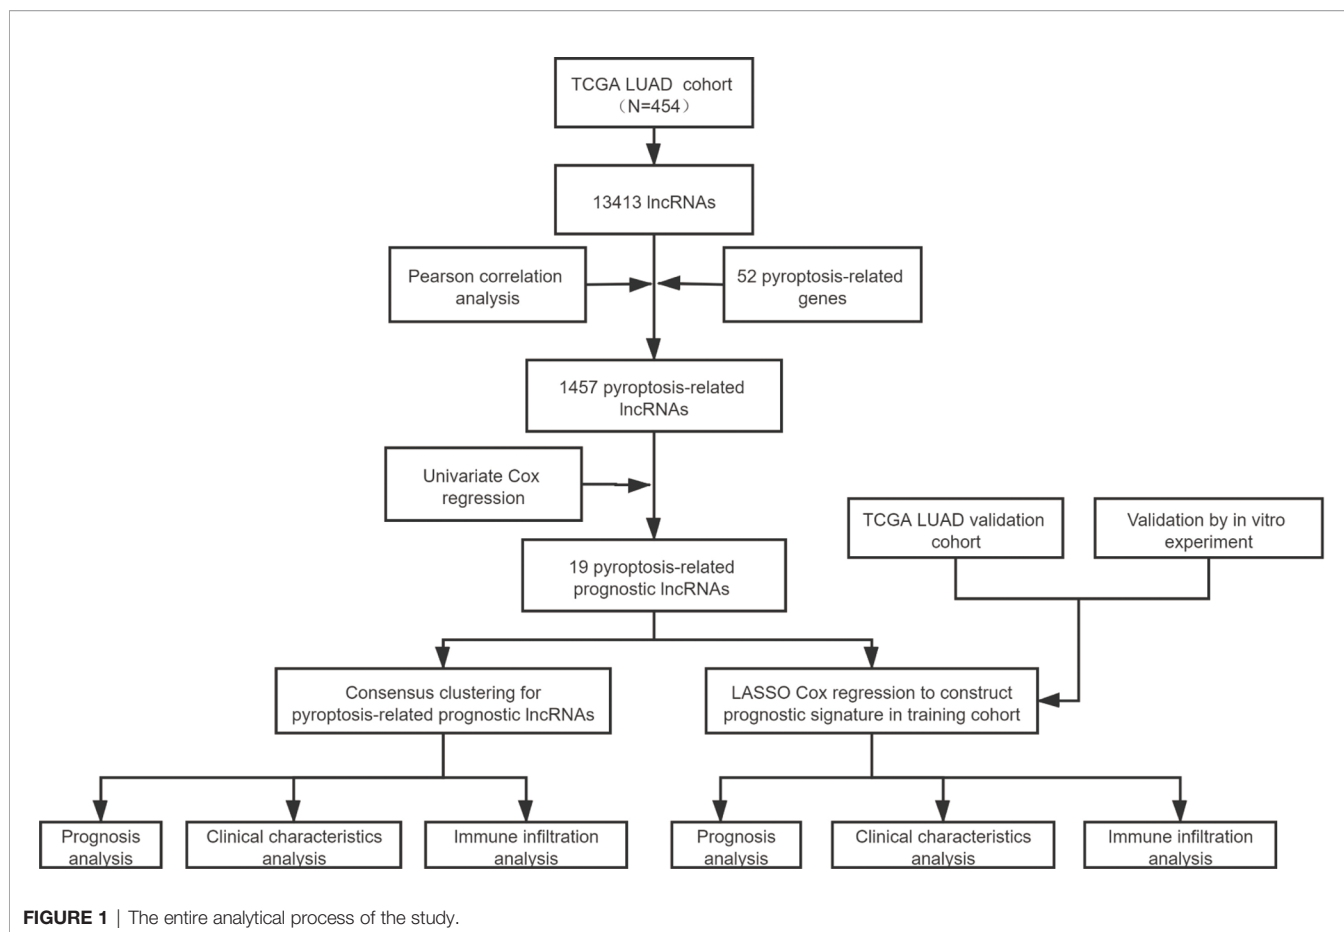 TCGA LUAD cohort
（N=454）
13413 lncRNAs
Pearson correlation
analysis
52 pyroptosis-related
genes
1457 pyroptosis-related
lncRNAs
Univariate Cox
regression
TCGA LUAD validation
cohort
Validation by in vitro
experiment
19 pyroptosis-related
prognostic lncRNAs
Consensus clustering for
pyroptosis-related prognostic lncRNAs
LASSO Cox regression to construct
prognostic signature in training cohort
Prognosis
analysis
Clinical characteristics
analysis
Immune infiltration
analysis
Prognosis
analysis
Clinical characteristics
analysis
Immune infiltration
analysis
FIGURE 1 | The entire analytical process of the study.